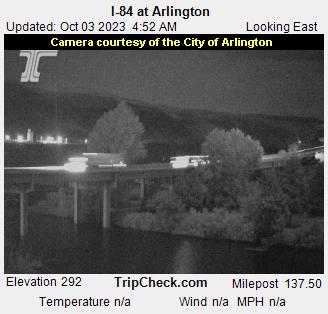 I-84 at Arlington
Updated: Oct 03 2023 4:52 AM Looking East
Camera courtesy of the City of Arlington
Elevation 292 TripCheck.com Milepost 137.50
Temperature n/a Wind n/a MPH n/a